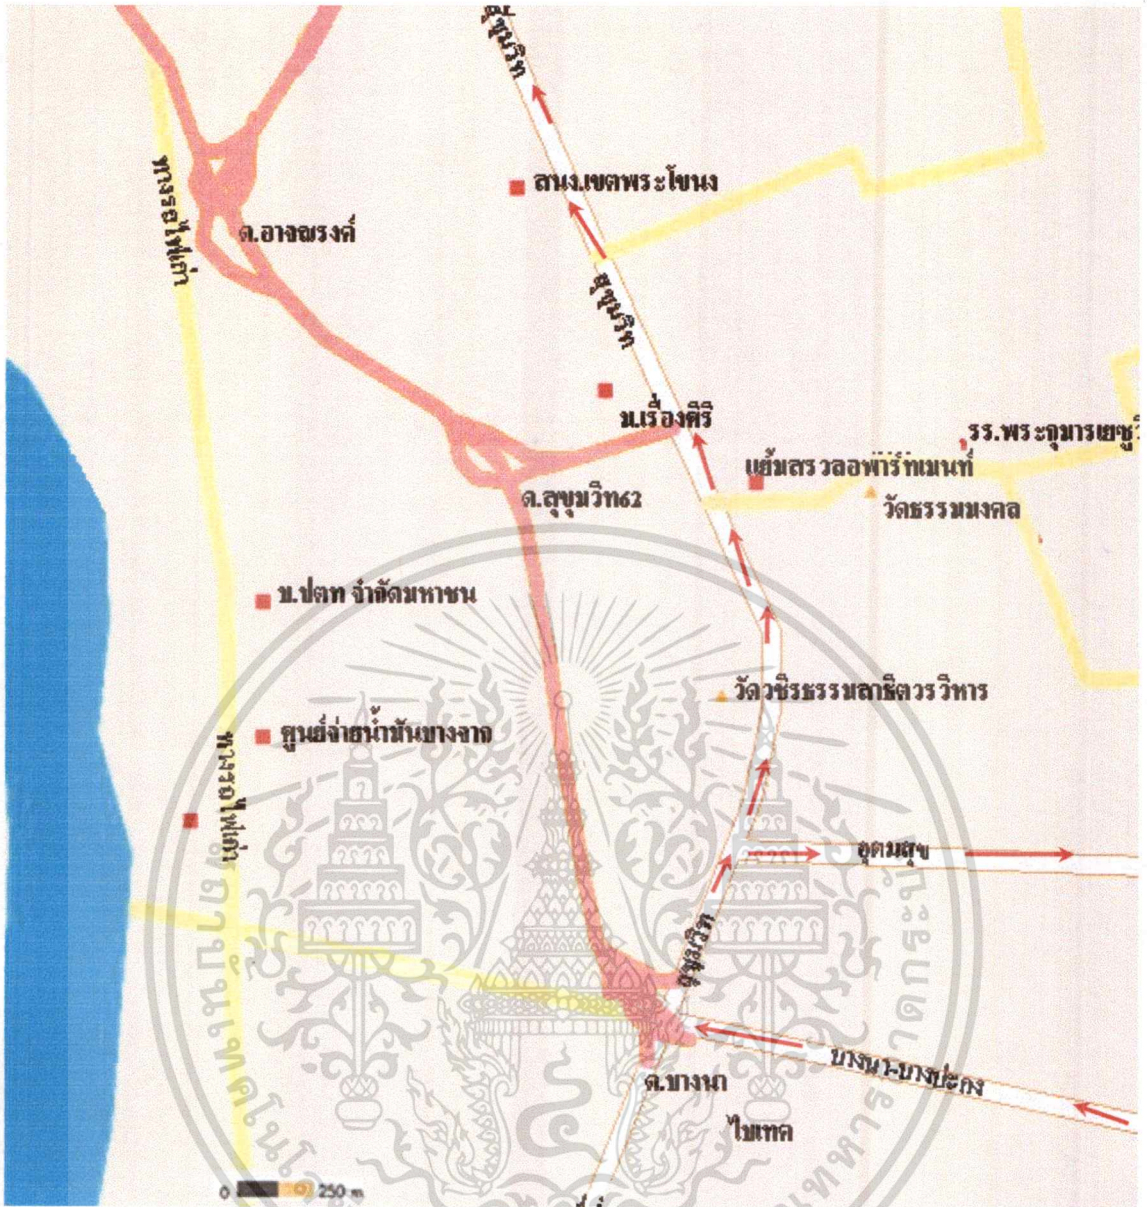 สุขุมวิท
สนง.เขตพระโขนง
ทางรถไฟเก่า
ด.อาจณรงค์
สุขุมวิท
ม.เรื่องศิริ
รร.พระกุมารเยซู
แย้มสรวลอพาร์ทเมนท์
ด.สุขุมวิท62
วัดธรรมมงคล
บ.ปตท จำกัดมหาชน
วัดวชิรธรรมสาธิตวรวิหาร
ศูนย์จ่ายน้ำมันบางจาก
ทางรถไฟเก่า
อุดมสุข
สุขุมวิท
บางนา-บางปะกง
ด.บางนา
ไบเทค
0 250 m